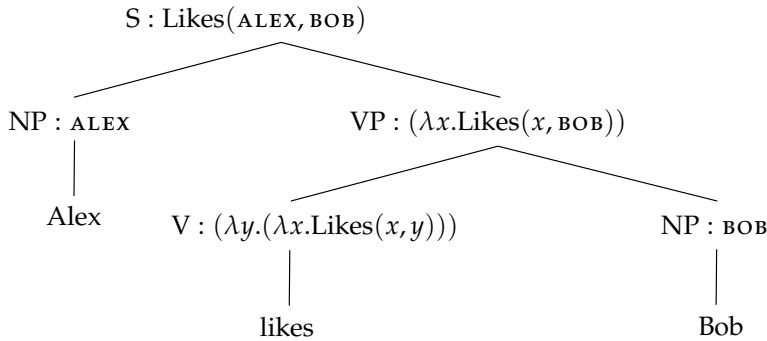 S : Likes(ALEX, BOB)
NP : ALEX VP : (λx.Likes(x, BOB))
Alex V : (λy.(λx.Likes(x, y))) NP : BOB
likes Bob